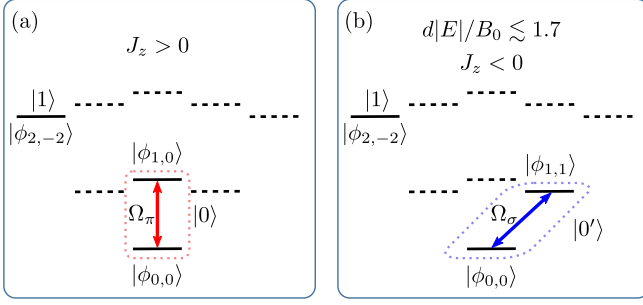 (a)
J_z > 0
|1⟩
|ϕ_{2,−2}⟩
|ϕ_{1,0}⟩
Ω_π
|0⟩
|ϕ_{0,0}⟩
(b)
d|E|/B_0 ≲ 1.7
J_z < 0
|1⟩
|ϕ_{2,−2}⟩
|ϕ_{1,1}⟩
Ω_σ
|0′⟩
|ϕ_{0,0}⟩